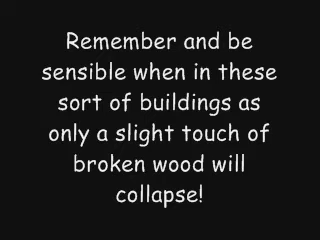 Remember and be
sensible when in these
sort of buildings as
only a slight touch of
broken wood will
collapse!